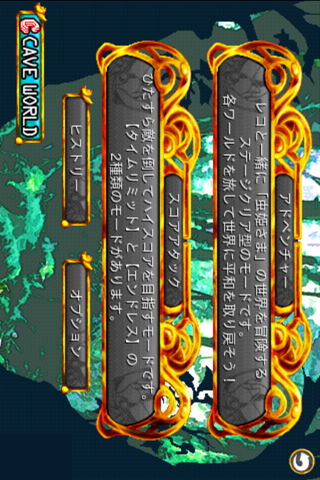 アドベンチャー
レコと一緒に「虫姫さま」の世界を冒険する
ステージクリア型のモードです。
各ワールドを旅して世界に平和を取り戻そう！
スコアアタック
ひたすら敵を倒してハイスコアを目指すモードです。
【タイムリミット】と【エンドレス】の
2種類のモードがあります。
ヒストリー
オプション
CAVE WORLD